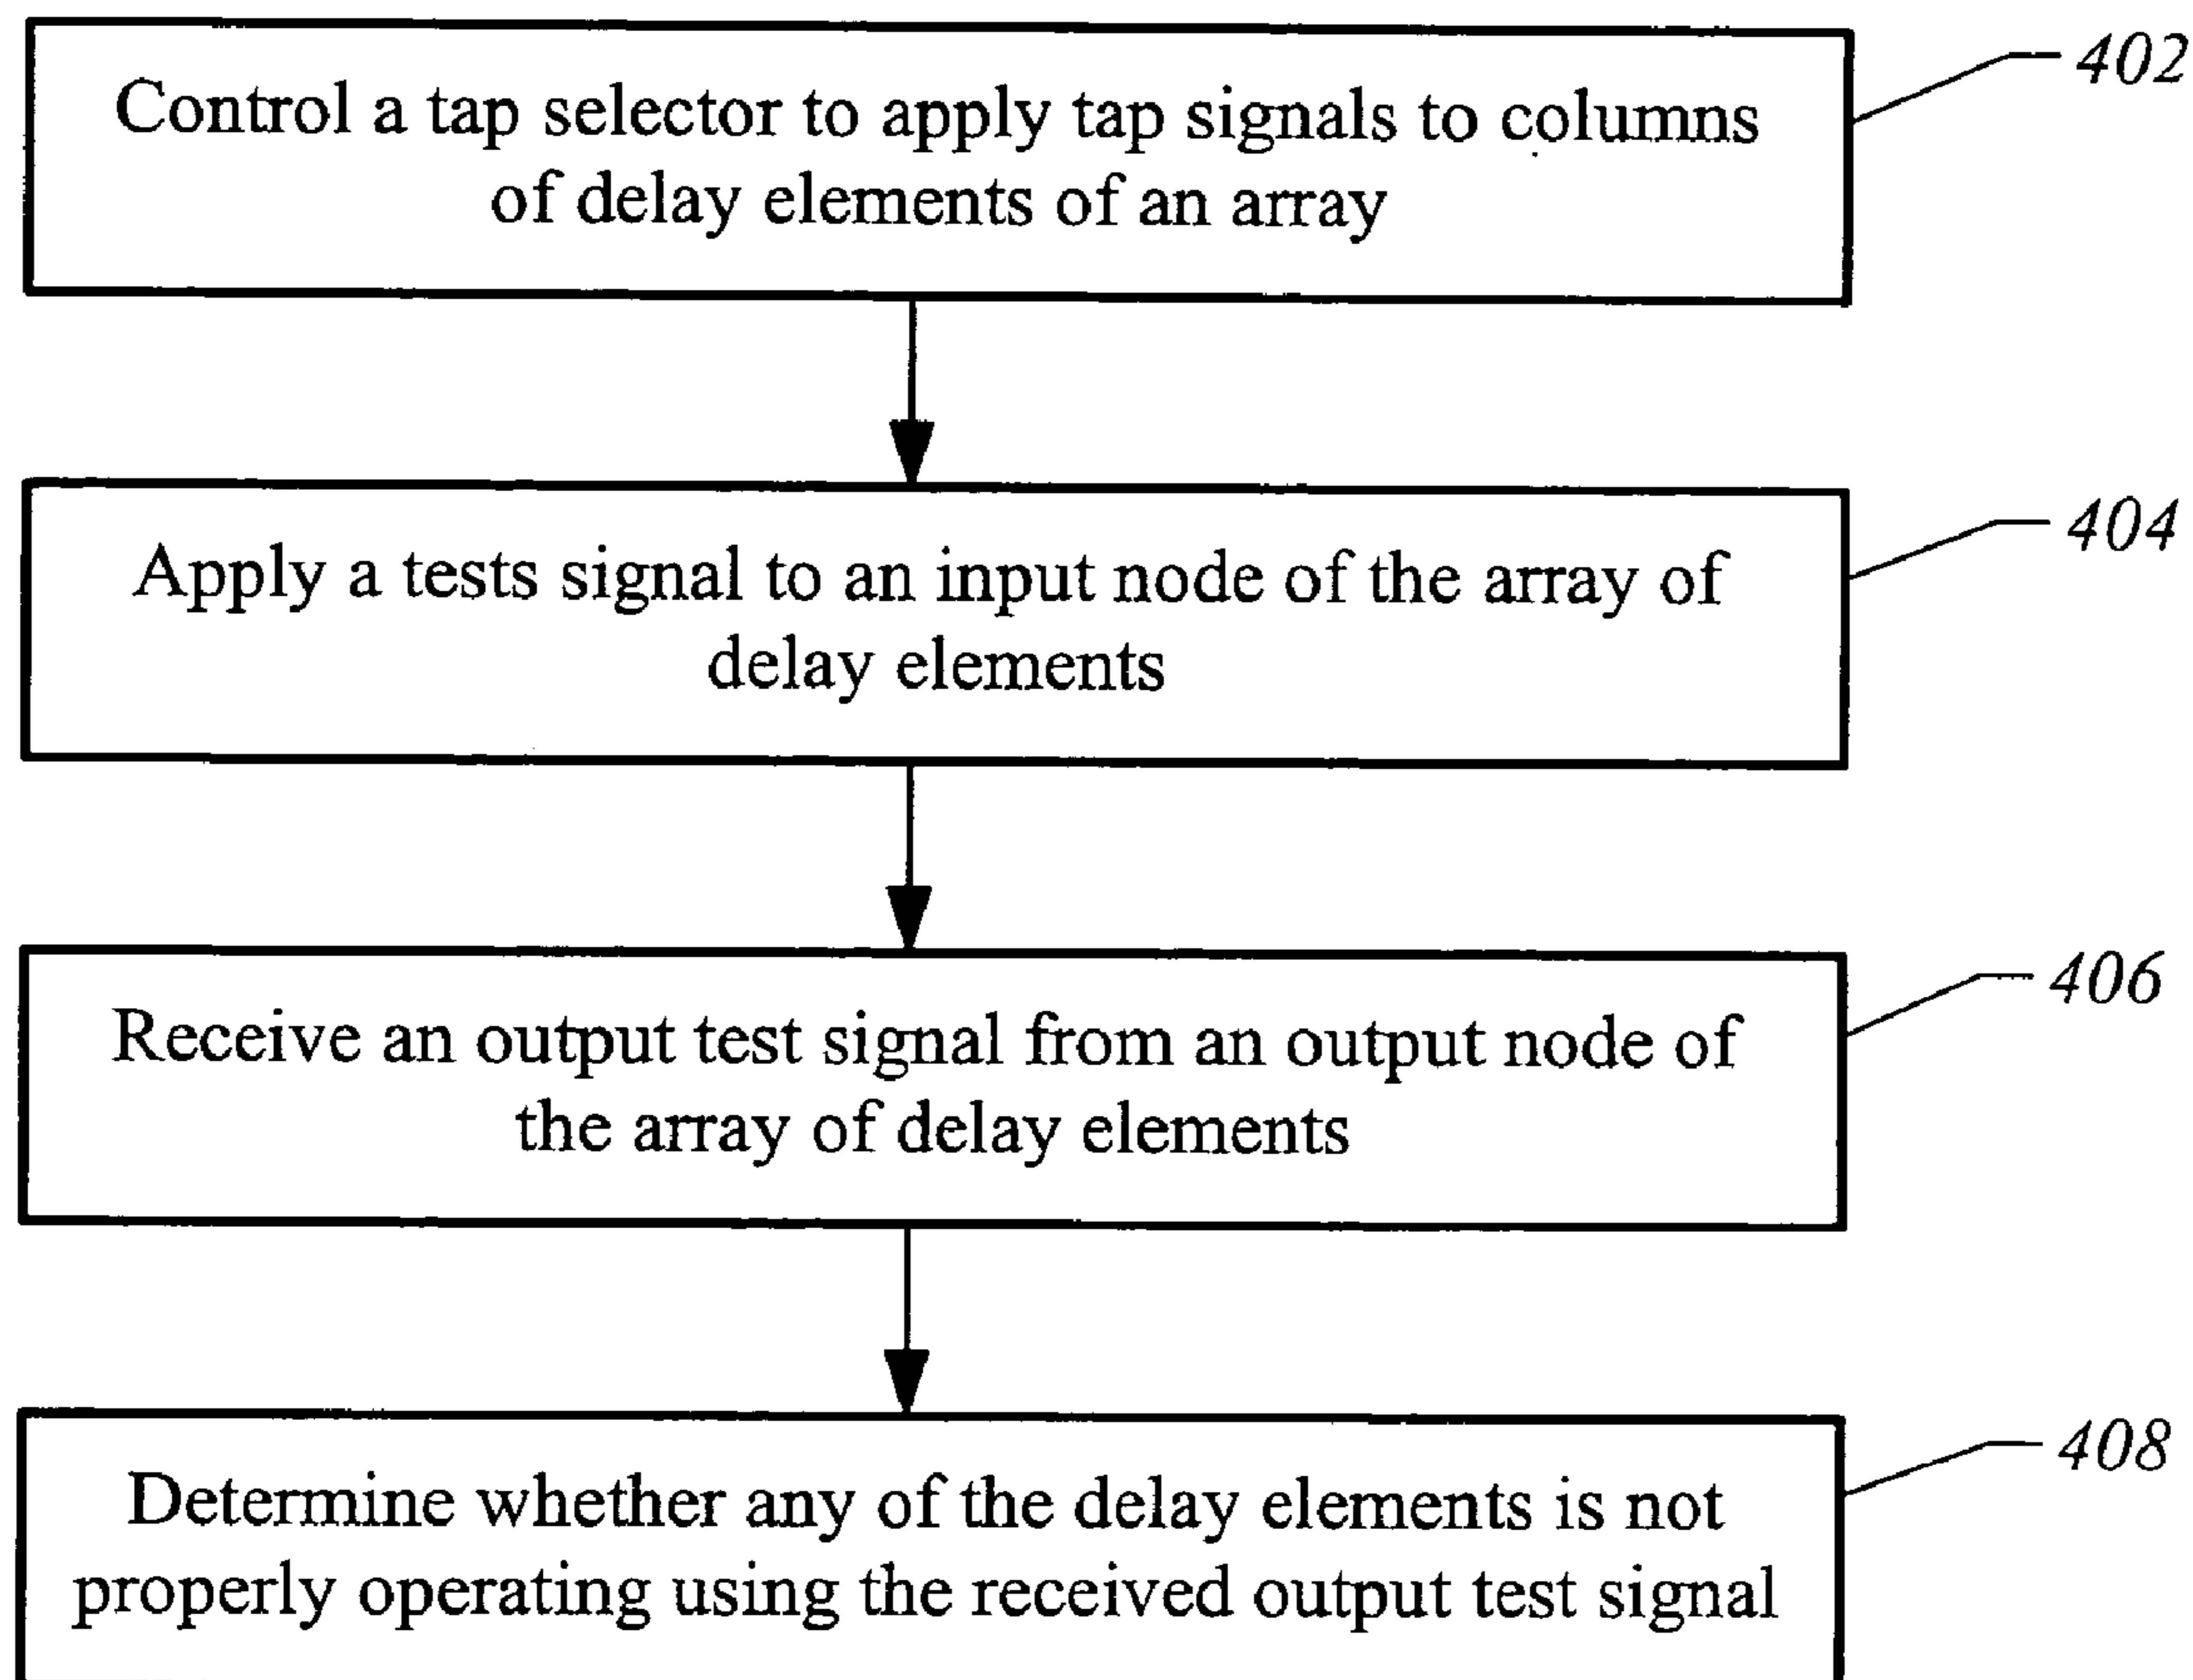 Control a tap selector to apply tap signals to columns
of delay elements of an array
402
Apply a tests signal to an input node of the array of
delay elements
404
Receive an output test signal from an output node of
the array of delay elements
406
Determine whether any of the delay elements is not
properly operating using the received output test signal
408